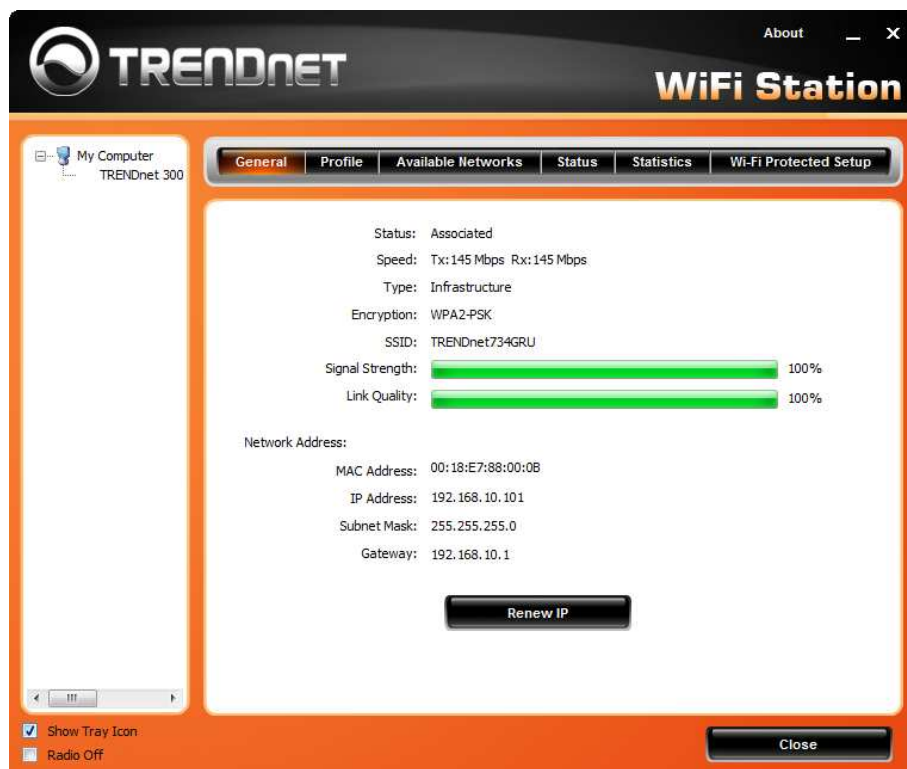 TRENDNET
About
WiFi Station
My Computer
TRENDnet 300
General Profile Available Networks Status Statistics Wi-Fi Protected Setup
Status: Associated
Speed: Tx:145 Mbps Rx:145 Mbps
Type: Infrastructure
Encryption: WPA2-PSK
SSID: TRENDnet734GRU
Signal Strength: 100%
Link Quality: 100%
Network Address:
MAC Address: 00:18:E7:88:00:0B
IP Address: 192.168.10.101
Subnet Mask: 255.255.255.0
Gateway: 192.168.10.1
Renew IP
Show Tray Icon
Radio Off
Close